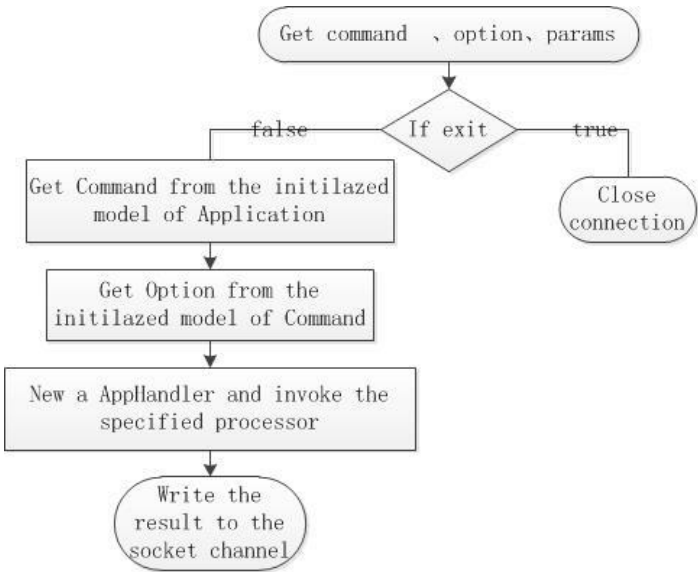 Get command 、option、params
If exit
false
true
Get Command from the initilazed
model of Application
Close
connection
Get Option from the
initilazed model of Command
New a AppHandler and invoke the
specified processor
Write the
result to the
socket channel